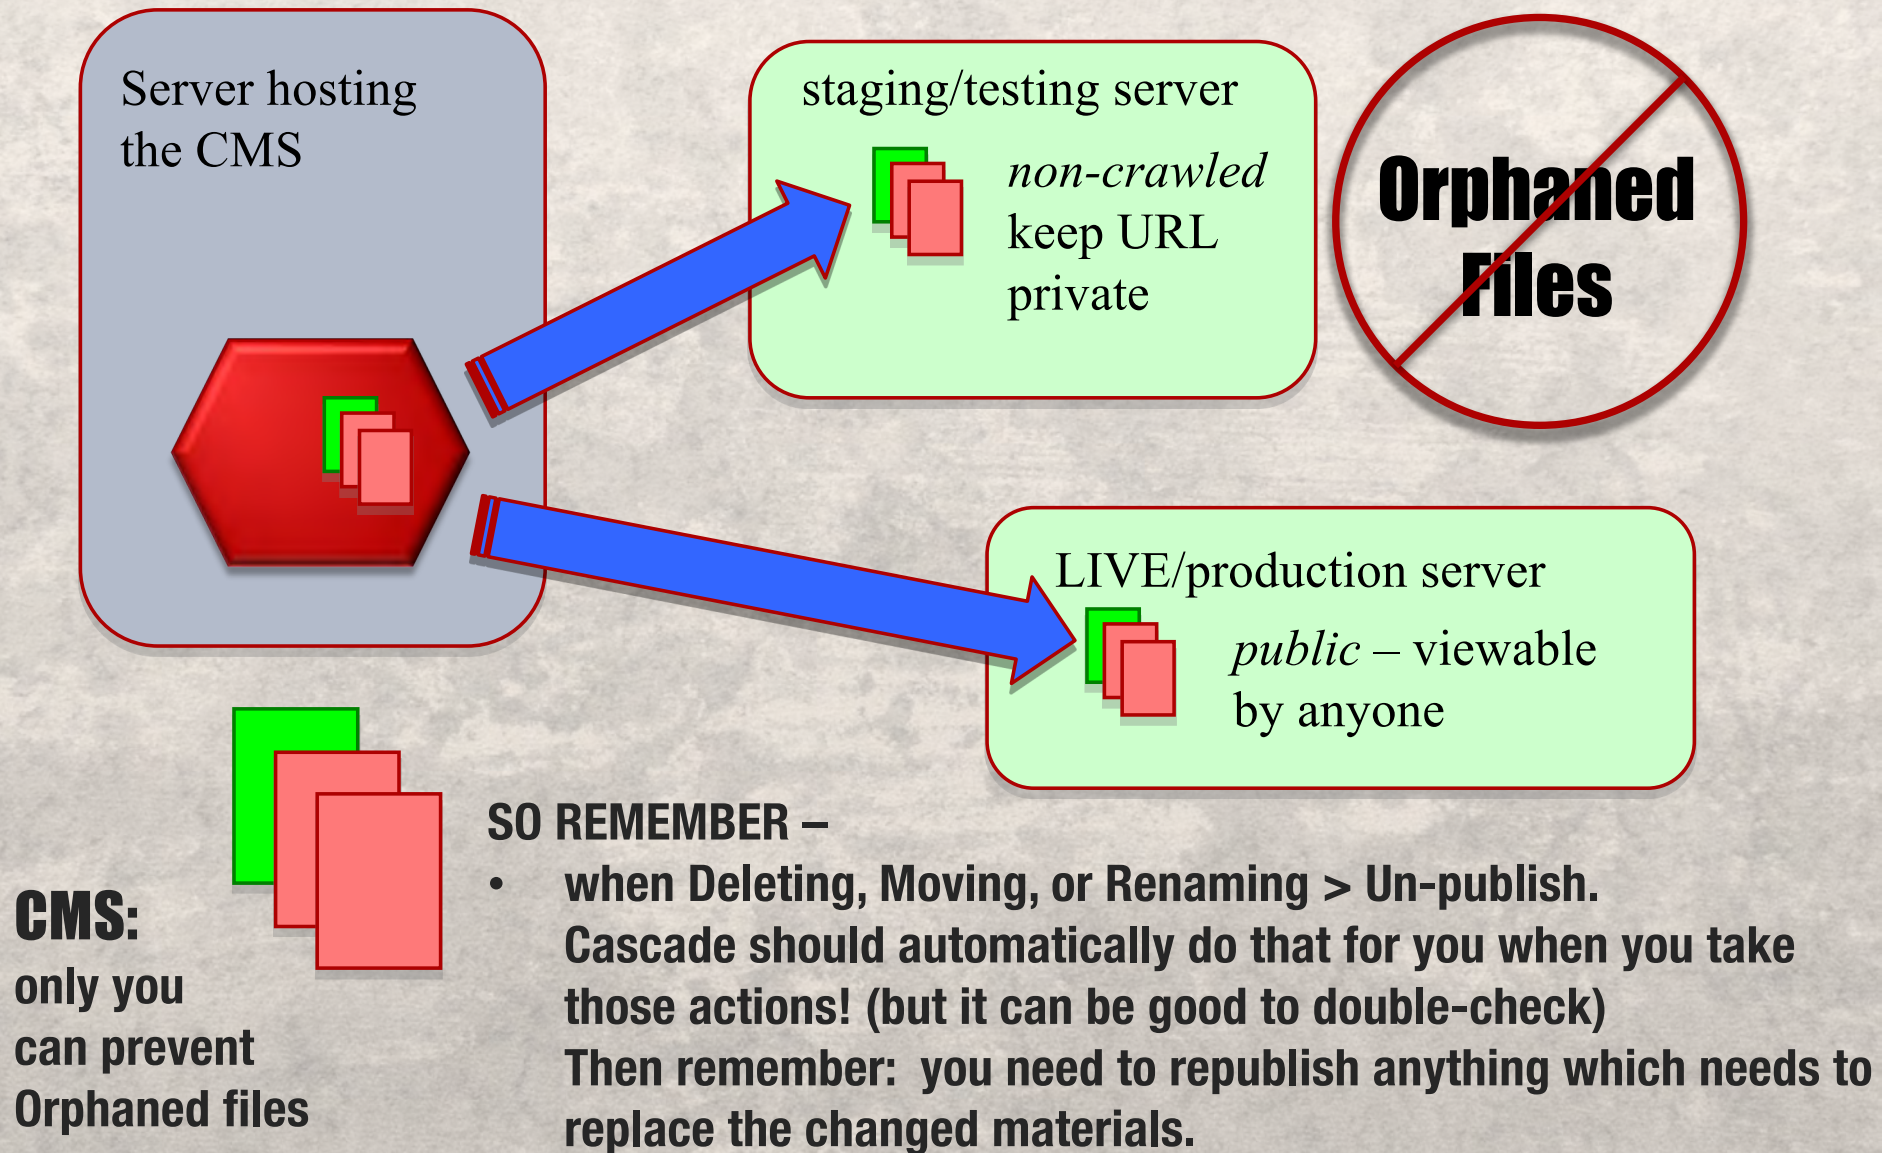 Server hosting
the CMS
staging/testing server
non-crawled
keep URL
private
Orphaned
Files
LIVE/production server
public – viewable
by anyone
CMS:
only you
can prevent
Orphaned files
SO REMEMBER –
• when Deleting, Moving, or Renaming > Un-publish.
Cascade should automatically do that for you when you take
those actions! (but it can be good to double-check)
Then remember:  you need to republish anything which needs to
replace the changed materials.